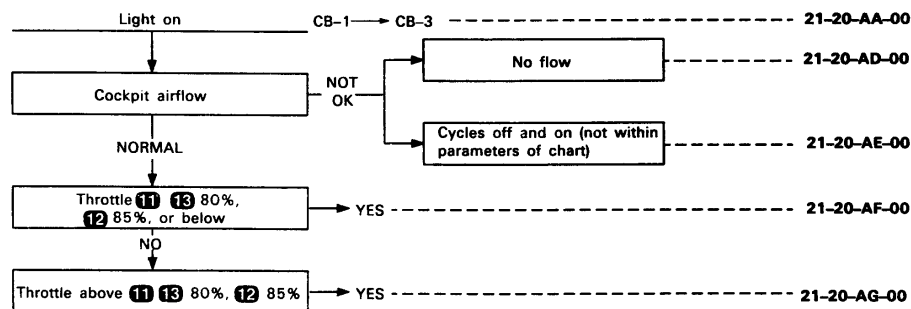 Light on
CB–1 → CB–3
21–20–AA–00
No flow
21–20–AD–00
Cockpit airflow
NOT
OK
Cycles off and on (not within
parameters of chart)
21–20–AE–00
NORMAL
Throttle 11 13 80%,
12 85%, or below
YES
21–20–AF–00
NO
Throttle above 11 13 80%, 12 85%
YES
21–20–AG–00